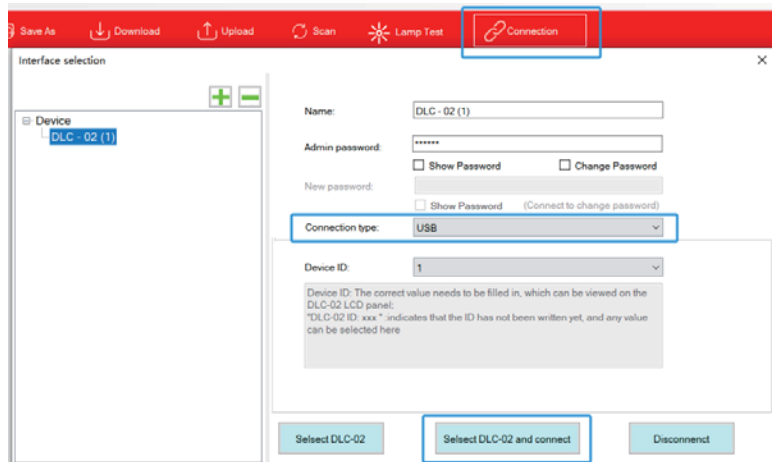 Save As
Download
Upload
Scan
Lamp Test
Connection
Interface selection
Device
DLC - 02 (1)
Name:
DLC - 02 (1)
Admin password:
******
Show Password
Change Password
New password:
Show Password
(Connect to change password)
Connection type:
USB
Device ID:
1
Device ID: The correct value needs to be filled in, which can be viewed on the
DLC-02 LCD panel;
"DLC-02 ID: xxx " :indicates that the ID has not been written yet, and any value
can be selected here
Selsect DLC-02
Selsect DLC-02 and connect
Disconnenct